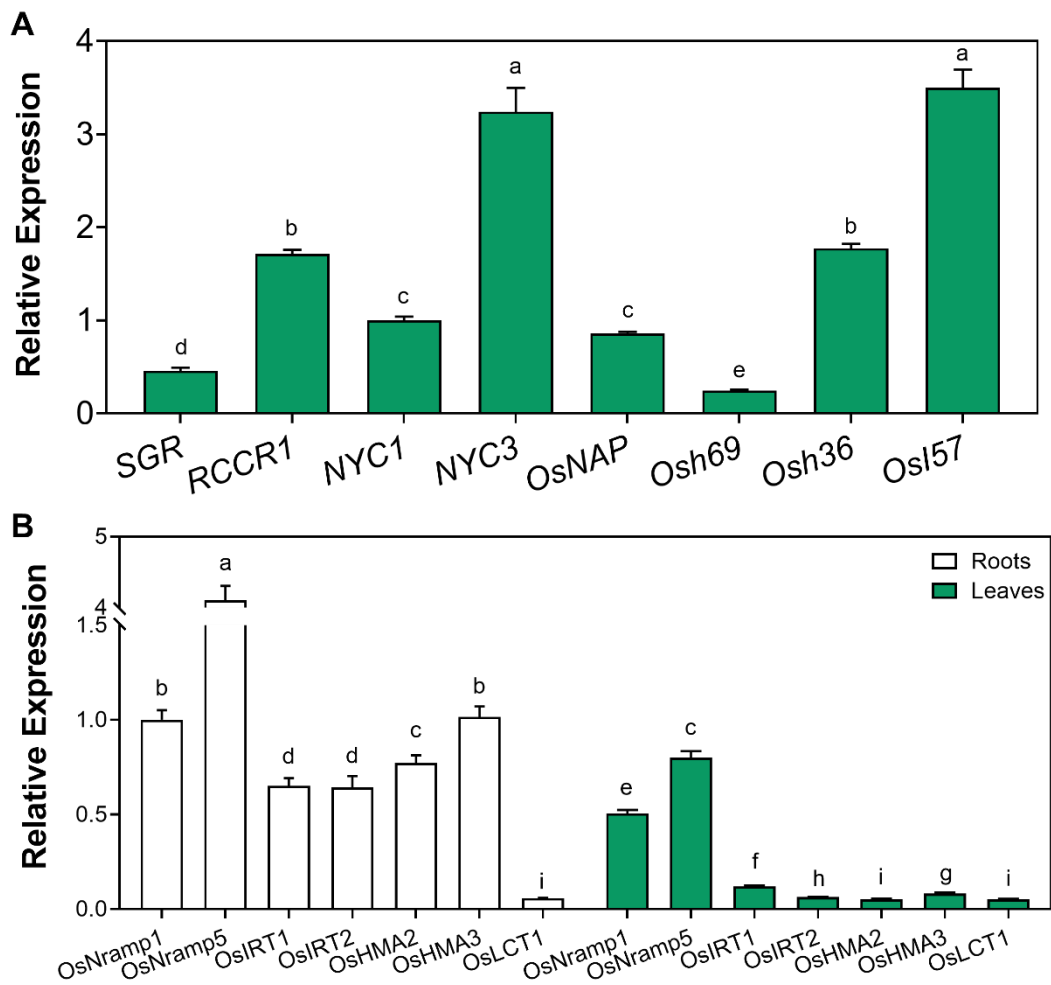 A
Relative Expression
4
3
2
1
0
d
b
c
a
c
e
b
a
SGR
RCCR1
NYC1
NYC3
OsNAP
Osh69
Osh36
OsI57
B
Relative Expression
5
4
1.5
1.0
0.5
0.0
Roots
Leaves
b
a
d
d
c
b
i
e
c
f
h
i
g
i
OsNramp1
OsNramp5
OsIRT1
OsIRT2
OsHMA2
OsHMA3
OsLCT1
OsNramp1
OsNramp5
OsIRT1
OsIRT2
OsHMA2
OsHMA3
OsLCT1